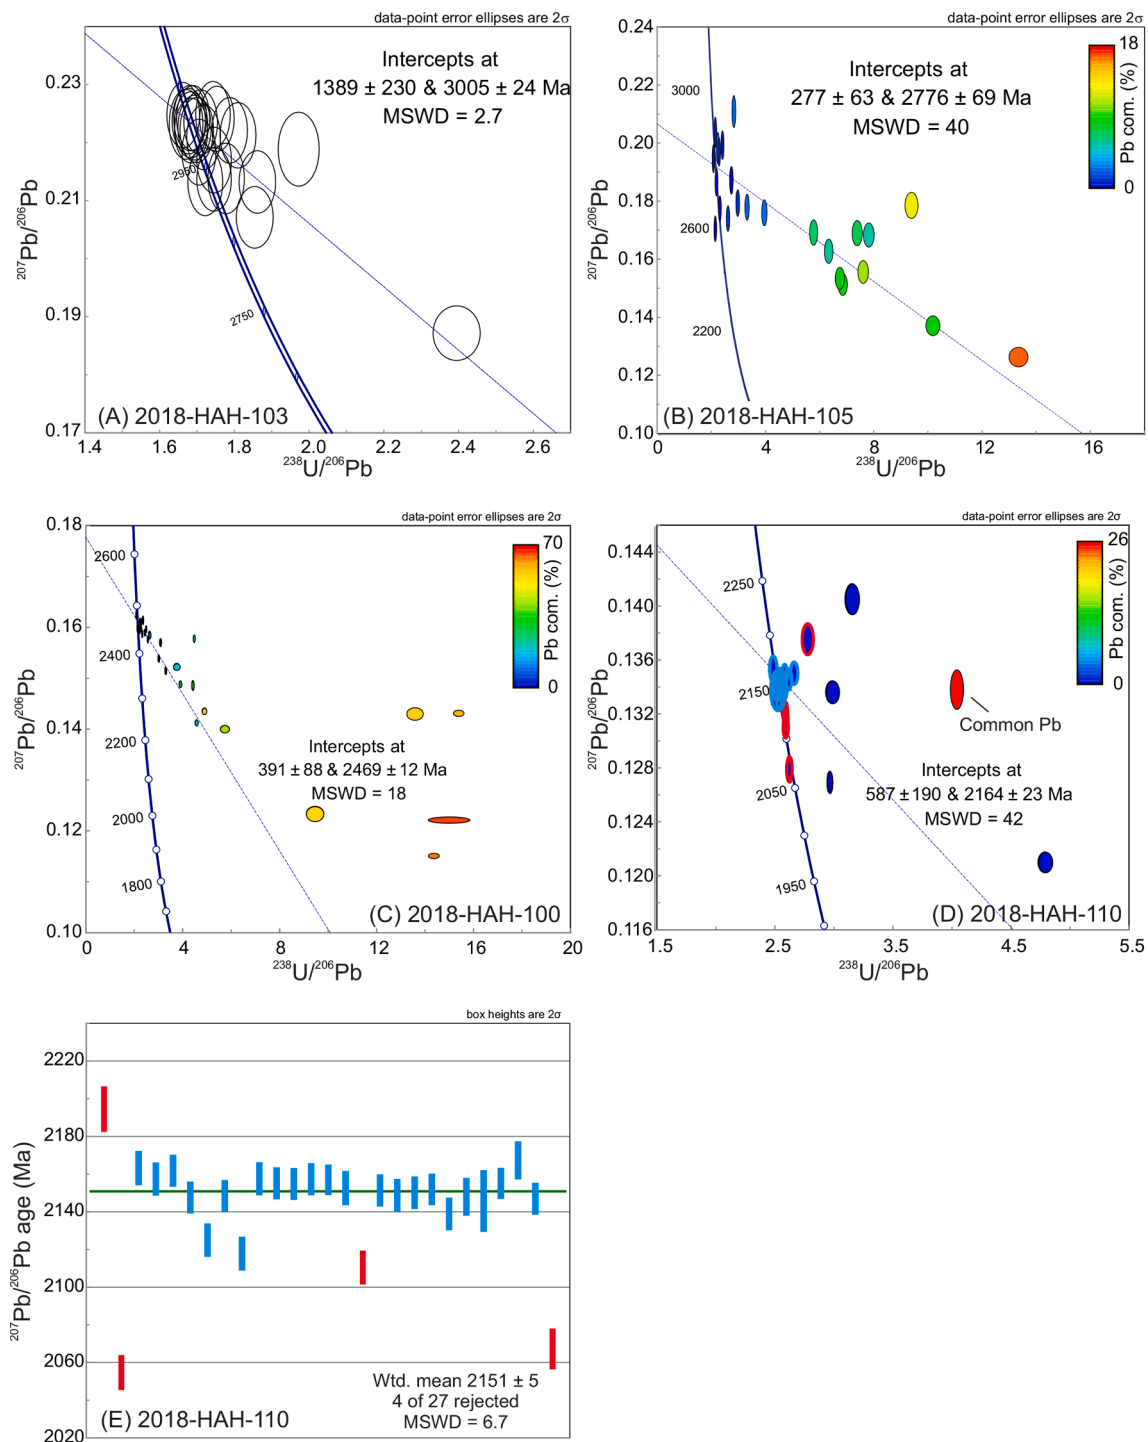 data-point error ellipses are 2σ
0.23
0.21
0.19
0.17
Intercepts at
1389 ± 230 & 3005 ± 24 Ma
MSWD = 2.7
2950
2750
(A) 2018-HAH-103
1.4
1.6
1.8
2.0
2.2
2.4
2.6
238U/206Pb
207Pb/206Pb
data-point error ellipses are 2σ
0.24
0.22
0.20
0.18
0.16
0.14
0.12
0.10
Intercepts at
277 ± 63 & 2776 ± 69 Ma
MSWD = 40
18
Pb com. (%)
0
3000
2600
2200
(B) 2018-HAH-105
0
4
8
12
16
238U/206Pb
207Pb/206Pb
data-point error ellipses are 2σ
0.18
0.16
0.14
0.12
0.10
70
Pb com. (%)
0
2600
2400
2200
2000
1800
Intercepts at
391 ± 88 & 2469 ± 12 Ma
MSWD = 18
(C) 2018-HAH-100
0
4
8
12
16
20
238U/206Pb
207Pb/206Pb
data-point error ellipses are 2σ
0.144
0.140
0.136
0.132
0.128
0.124
0.120
0.116
26
Pb com. (%)
0
2250
2150
2050
1950
Common Pb
Intercepts at
587 ± 190 & 2164 ± 23 Ma
MSWD = 42
(D) 2018-HAH-110
1.5
2.5
3.5
4.5
5.5
238U/206Pb
207Pb/206Pb
box heights are 2σ
2220
2180
2140
2100
2060
2020
207Pb/206Pb age (Ma)
Wtd. mean 2151 ± 5
4 of 27 rejected
MSWD = 6.7
(E) 2018-HAH-110